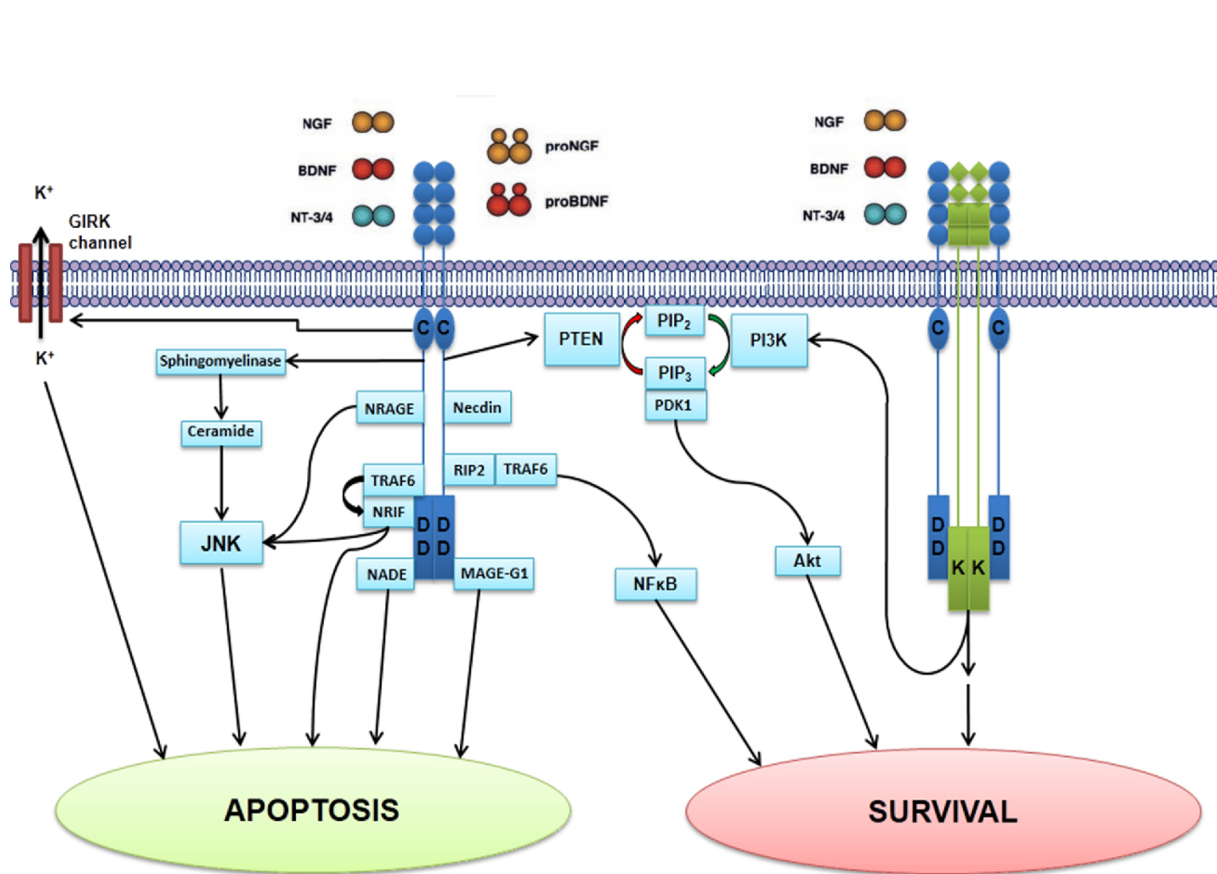 NGF
BDNF
NT-3/4
proNGF
proBDNF
NGF
BDNF
NT-3/4
K⁺
GIRK
channel
K⁺
C C
C
C
PTEN
PIP₂
PIP₃
PDK1
PI3K
Sphingomyelinase
Ceramide
NRAGE
Necdin
TRAF6
NRIF
RIP2
TRAF6
JNK
D D
D D
NADE
MAGE-G1
NFκB
Akt
D
D
K K
D
D
APOPTOSIS
SURVIVAL